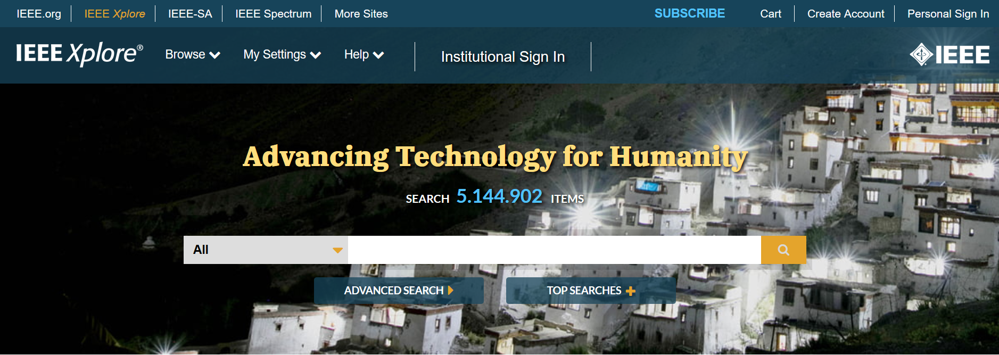 IEEE.org IEEE Xplore IEEE-SA IEEE Spectrum More Sites SUBSCRIBE Cart Create Account Personal Sign In
IEEE Xplore® Browse My Settings Help Institutional Sign In IEEE
Advancing Technology for Humanity
SEARCH 5.144.902 ITEMS
All
ADVANCED SEARCH TOP SEARCHES